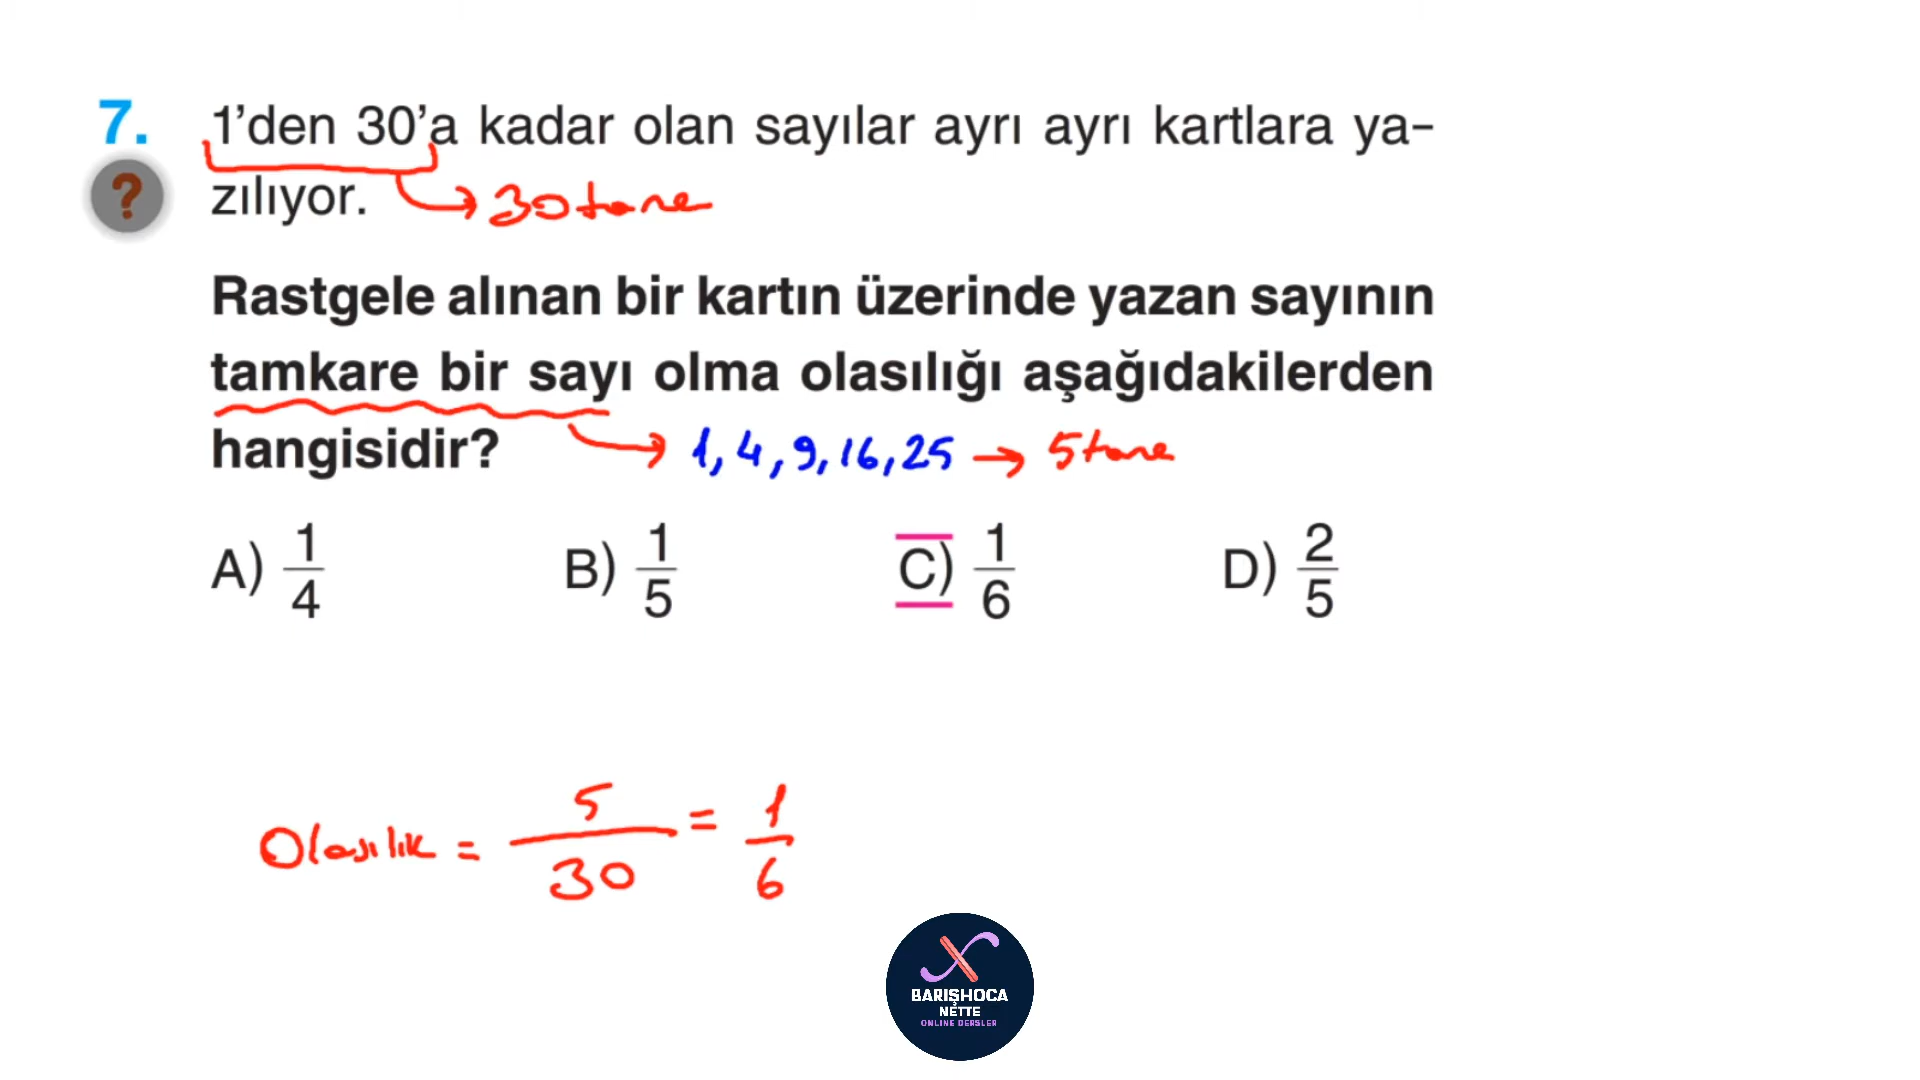 7. 1’den 30’a kadar olan sayılar ayrı ayrı kartlara ya-
? zılıyor. → 30 tane
Rastgele alınan bir kartın üzerinde yazan sayının
tamkare bir sayı olma olasılığı aşağıdakilerden
hangisidir? → 1, 4, 9, 16, 25 → 5 tane
A) 1/4 B) 1/5 C) 1/6 D) 2/5
Olasılık = 5/30 = 1/6
BARIŞHOCA
NETTE
ONLINE DERSLER